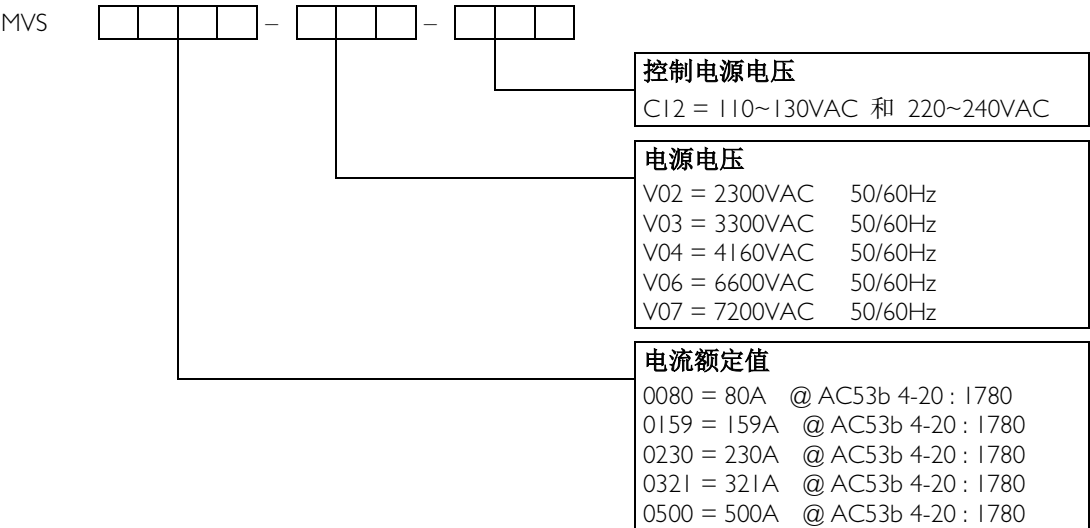 MVS – –
控制电源电压
C12 = 110~130VAC 和 220~240VAC
电源电压
V02 = 2300VAC 50/60Hz
V03 = 3300VAC 50/60Hz
V04 = 4160VAC 50/60Hz
V06 = 6600VAC 50/60Hz
V07 = 7200VAC 50/60Hz
电流额定值
0080 = 80A @ AC53b 4-20 : 1780
0159 = 159A @ AC53b 4-20 : 1780
0230 = 230A @ AC53b 4-20 : 1780
0321 = 321A @ AC53b 4-20 : 1780
0500 = 500A @ AC53b 4-20 : 1780